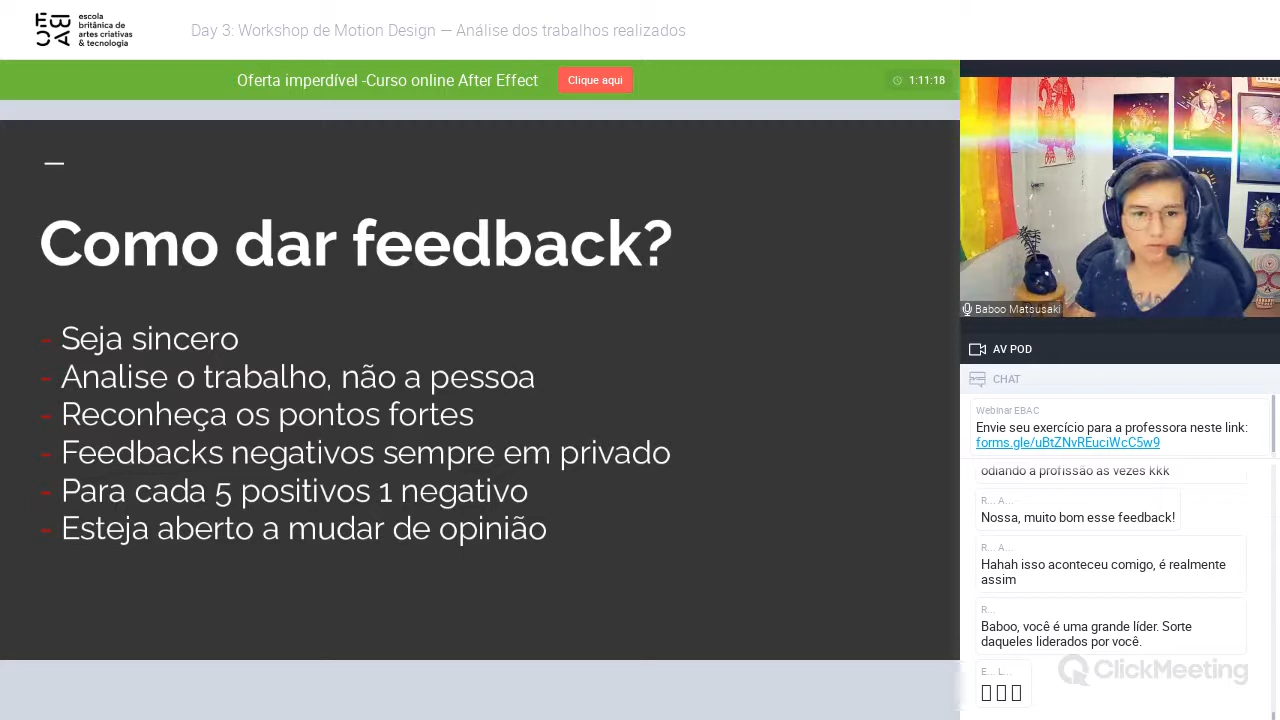 EBAC
escola
britânica de
artes criativas
& tecnologia
Day 3: Workshop de Motion Design — Análise dos trabalhos realizados
Oferta imperdível -Curso online After Effect
Clique aqui
1:11:18
Como dar feedback?
- Seja sincero
- Analise o trabalho, não a pessoa
- Reconheça os pontos fortes
- Feedbacks negativos sempre em privado
- Para cada 5 positivos 1 negativo
- Esteja aberto a mudar de opinião
Baboo Matsusaki
AV POD
CHAT
Webinar EBAC
Envie seu exercício para a professora neste link:
forms.gle/uBtZNvREuciWcC5w9
odiando a profissão as vezes kkk
R... A...
Nossa, muito bom esse feedback!
R... A...
Hahah isso aconteceu comigo, é realmente
assim
R...
Baboo, você é uma grande líder. Sorte
daqueles liderados por você.
E... L...
ClickMeeting